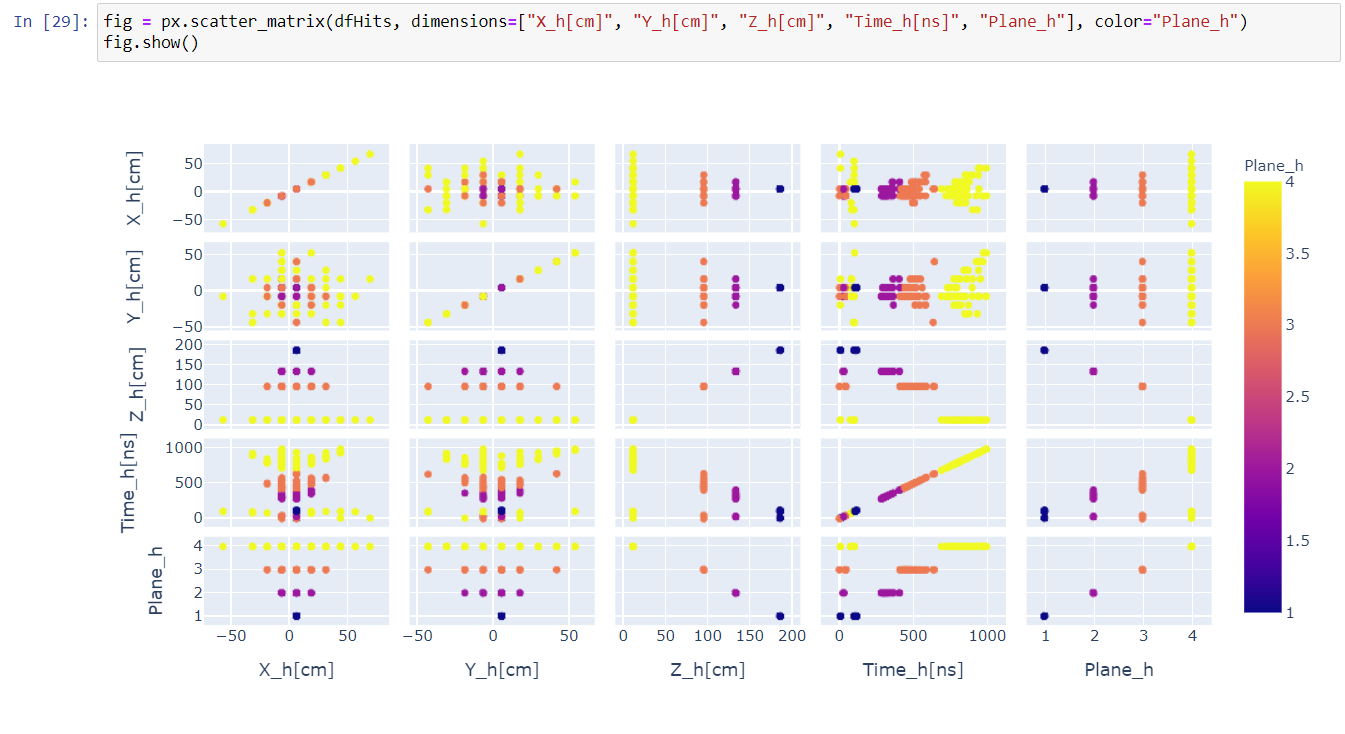 In [29]: fig = px.scatter_matrix(dfHits, dimensions=["X_h[cm]", "Y_h[cm]", "Z_h[cm]", "Time_h[ns]", "Plane_h"], color="Plane_h")
fig.show()
Plane_h
X_h[cm]
50
0
−50
Y_h[cm]
50
0
−50
Z_h[cm]
200
150
100
50
0
Time_h[ns]
1000
500
0
Plane_h
4
3
2
1
−50 0 50
−50 0 50
0 50 100 150 200
0 500 1000
1 2 3 4
X_h[cm] Y_h[cm] Z_h[cm] Time_h[ns] Plane_h
4
3.5
3
2.5
2
1.5
1